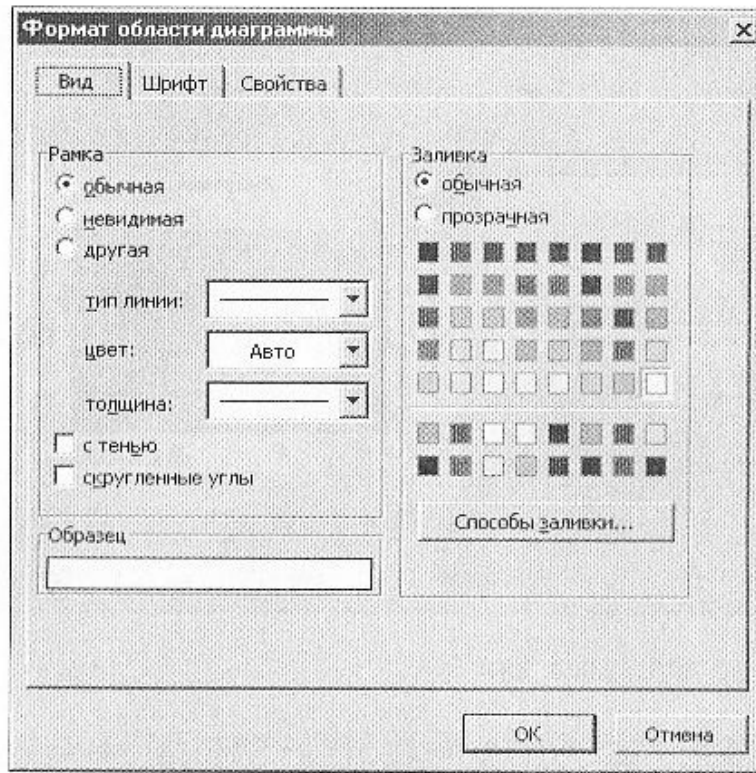 Формат области диаграммы
Вид
Шрифт
Свойства
Рамка
обычная
невидимая
другая
тип линии:
цвет:
Авто
толщина:
с тенью
скругленные углы
Образец
Заливка
обычная
прозрачная
Способы заливки...
ОК
Отмена